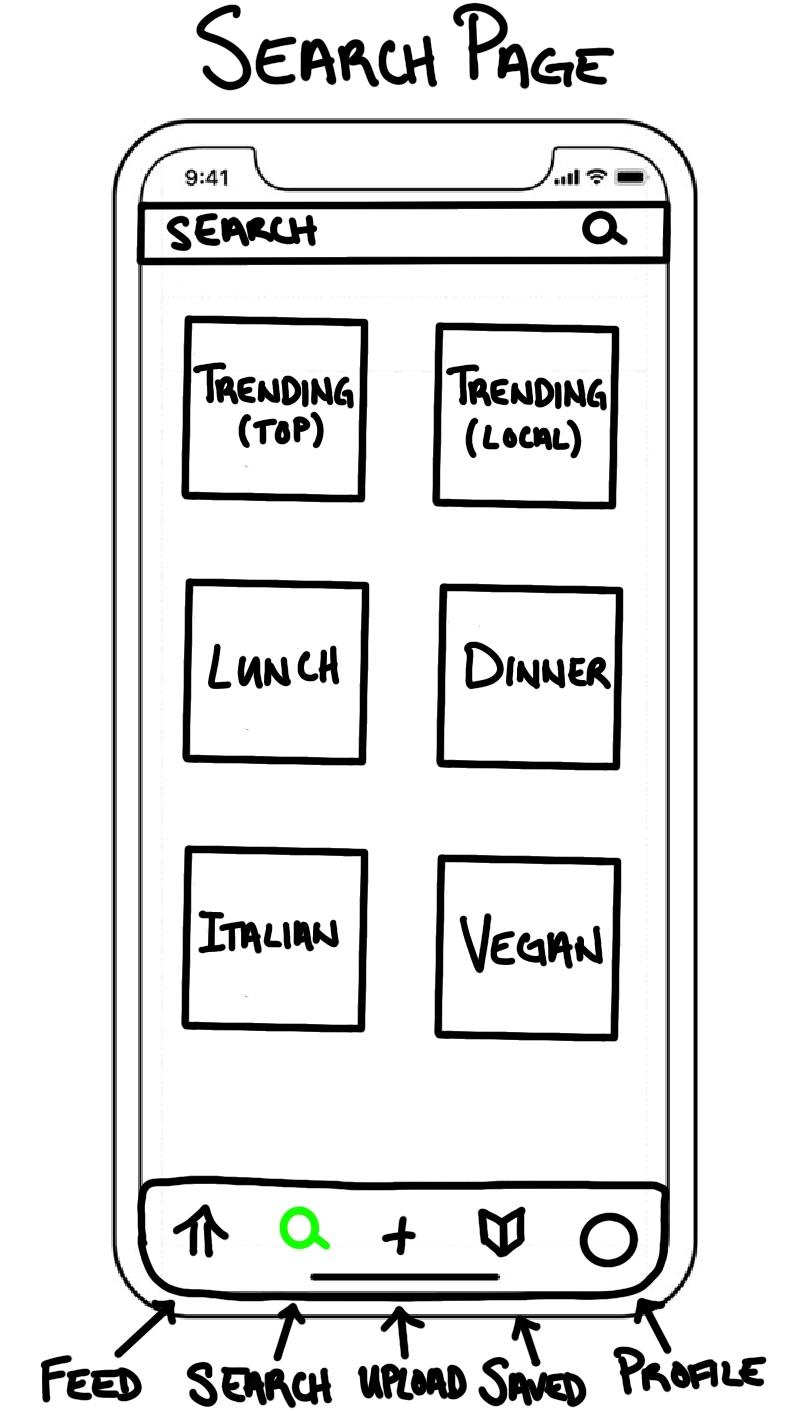 SEARCH PAGE
9:41
SEARCH
TRENDING
(TOP)
TRENDING
(LOCAL)
LUNCH
DINNER
ITALIAN
VEGAN
FEED
SEARCH
UPLOAD
SAVED
PROFILE